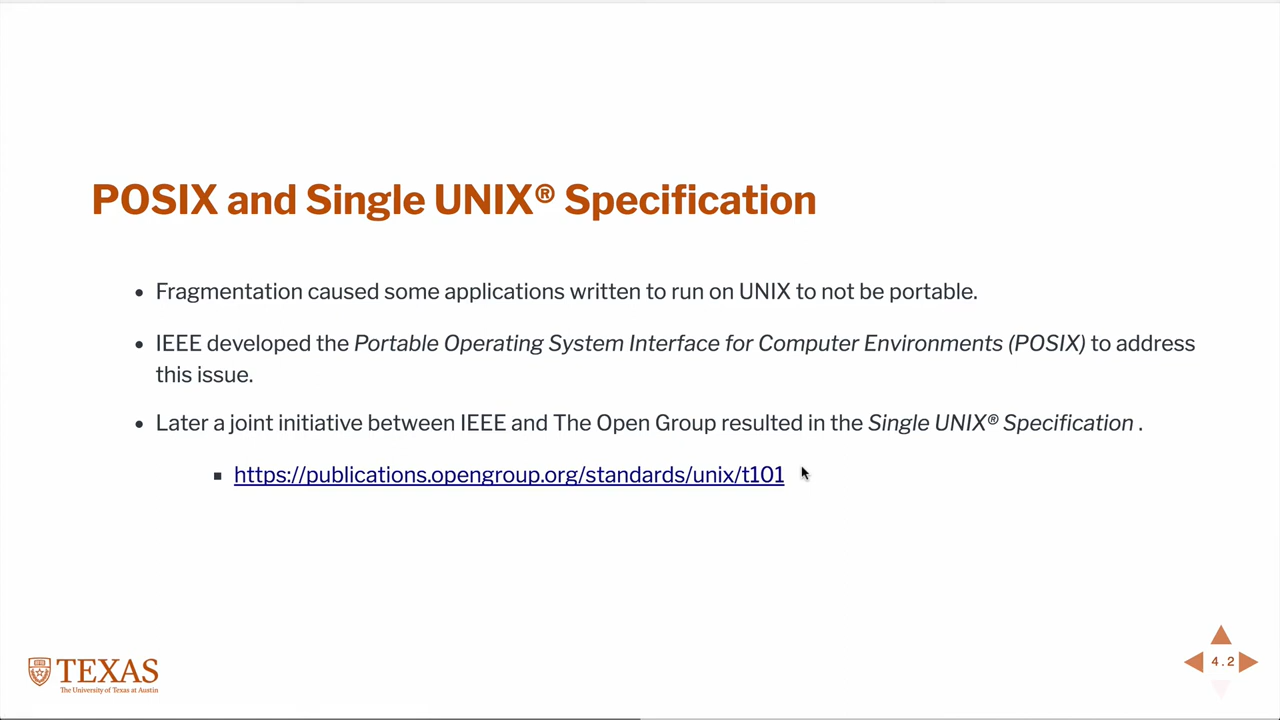 POSIX and Single UNIX® Specification
• Fragmentation caused some applications written to run on UNIX to not be portable.
• IEEE developed the Portable Operating System Interface for Computer Environments (POSIX) to address
this issue.
• Later a joint initiative between IEEE and The Open Group resulted in the Single UNIX® Specification .
▪ https://publications.opengroup.org/standards/unix/t101
TEXAS
The University of Texas at Austin
4.2